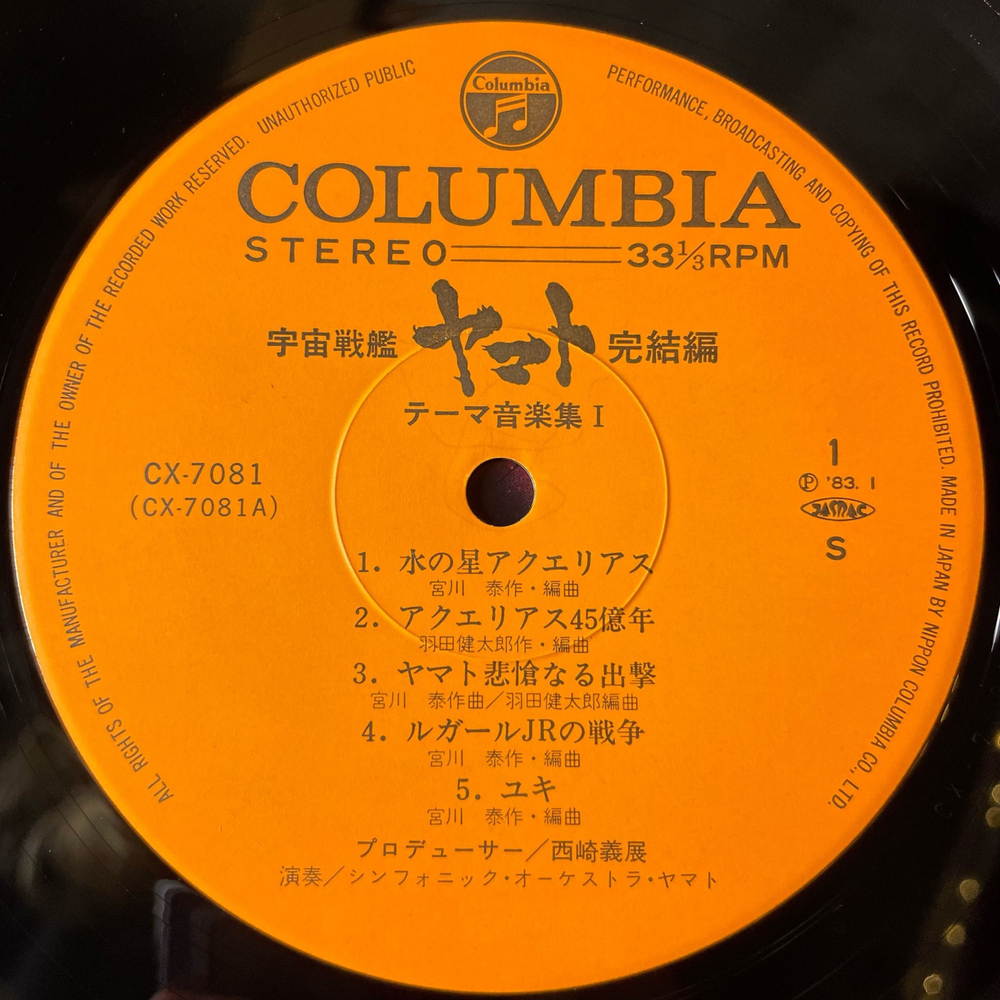 Columbia
COLUMBIA
STEREO 33⅓RPM
宇宙戦艦ヤマト完結編
テーマ音楽集 I
CX-7081
(CX-7081A)
1
Ⓟ '83. 1
JASRAC
S
1. 水の星アクエリアス
宮川 泰作・編曲
2. アクエリアス45億年
羽田健太郎作・編曲
3. ヤマト悲愴なる出撃
宮川 泰作曲/羽田健太郎編曲
4. ルガールJRの戦争
宮川 泰作・編曲
5. ユキ
宮川 泰作・編曲
プロデューサー/西崎義展
演奏/シンフォニック・オーケストラ・ヤマト
ALL RIGHTS OF THE MANUFACTURER AND OF THE OWNER OF THE RECORDED WORK RESERVED. UNAUTHORIZED PUBLIC PERFORMANCE, BROADCASTING AND COPYING OF THIS RECORD PROHIBITED. MADE IN JAPAN BY NIPPON COLUMBIA CO., LTD.